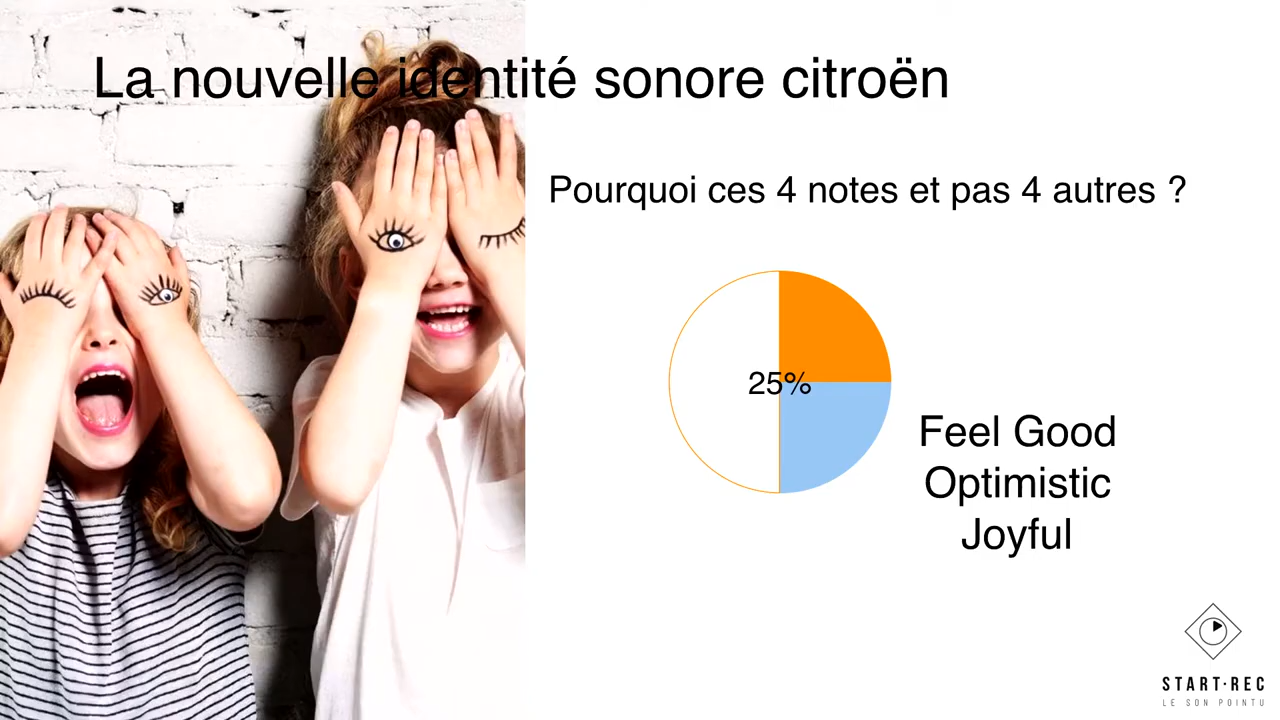 La nouvelle identité sonore citroën
Pourquoi ces 4 notes et pas 4 autres ?
25%
Feel Good
Optimistic
Joyful
START·REC
LE SON POINTU